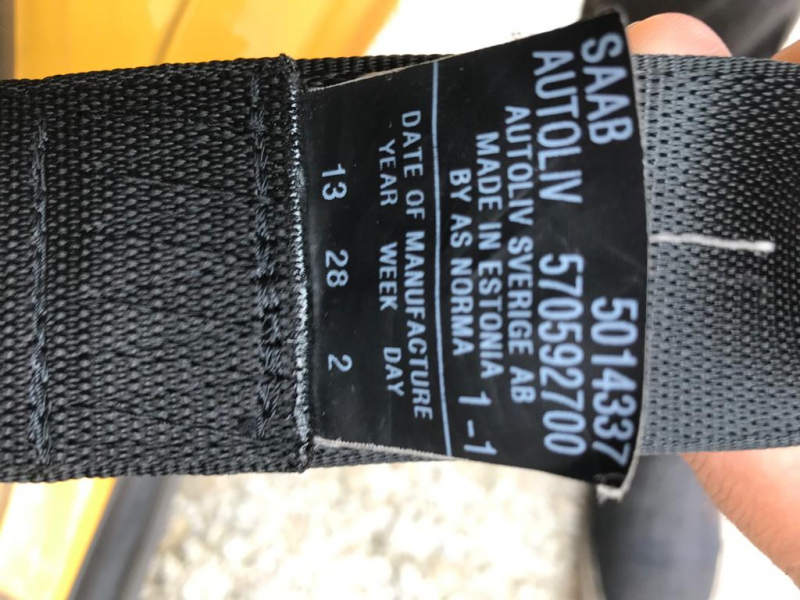 SAAB 5014337
AUTOLIV 570592700
AUTOLIV SVERIGE AB
MADE IN ESTONIA
BY AS NORMA 1-1
DATE OF MANUFACTURE
YEAR WEEK DAY
13 28 2